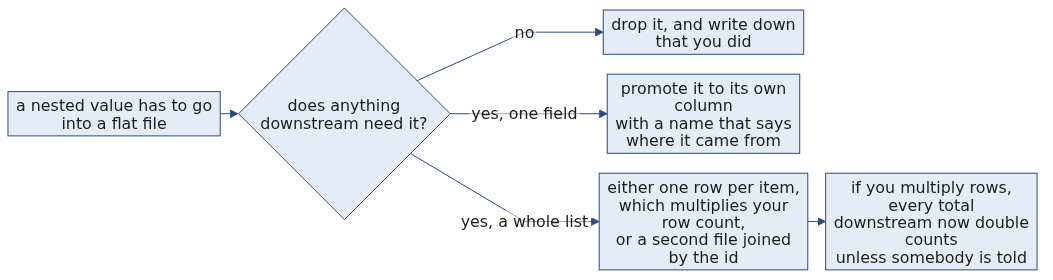 a nested value has to go
into a flat file
does anything
downstream need it?
no
drop it, and write down
that you did
yes, one field
promote it to its own
column
with a name that says
where it came from
yes, a whole list
either one row per item,
which multiplies your
row count,
or a second file joined
by the id
if you multiply rows,
every total
downstream now double
counts
unless somebody is told